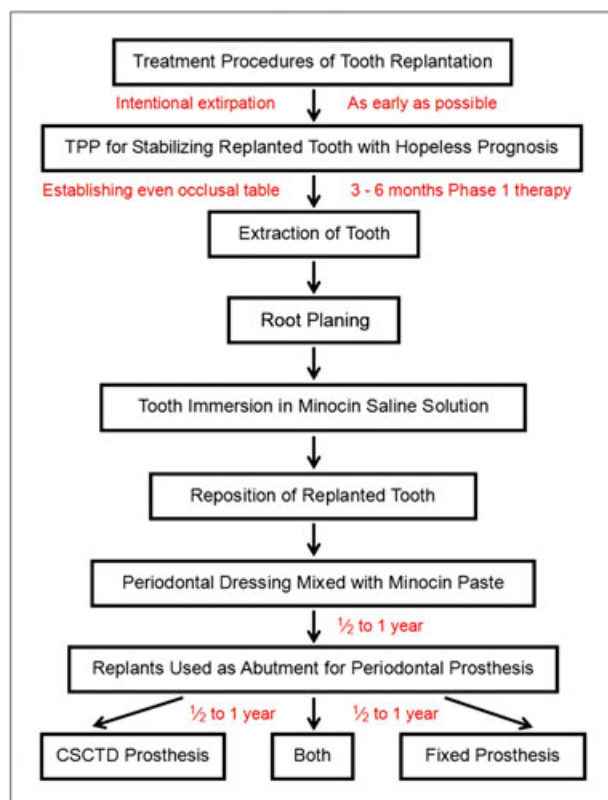 Treatment Procedures of Tooth Replantation
Intentional extirpation As early as possible
TPP for Stabilizing Replanted Tooth with Hopeless Prognosis
Establishing even occlusal table 3 - 6 months Phase 1 therapy
Extraction of Tooth
Root Planing
Tooth Immersion in Minocin Saline Solution
Reposition of Replanted Tooth
Periodontal Dressing Mixed with Minocin Paste
½ to 1 year
Replants Used as Abutment for Periodontal Prosthesis
½ to 1 year ½ to 1 year
CSCTD Prosthesis Both Fixed Prosthesis